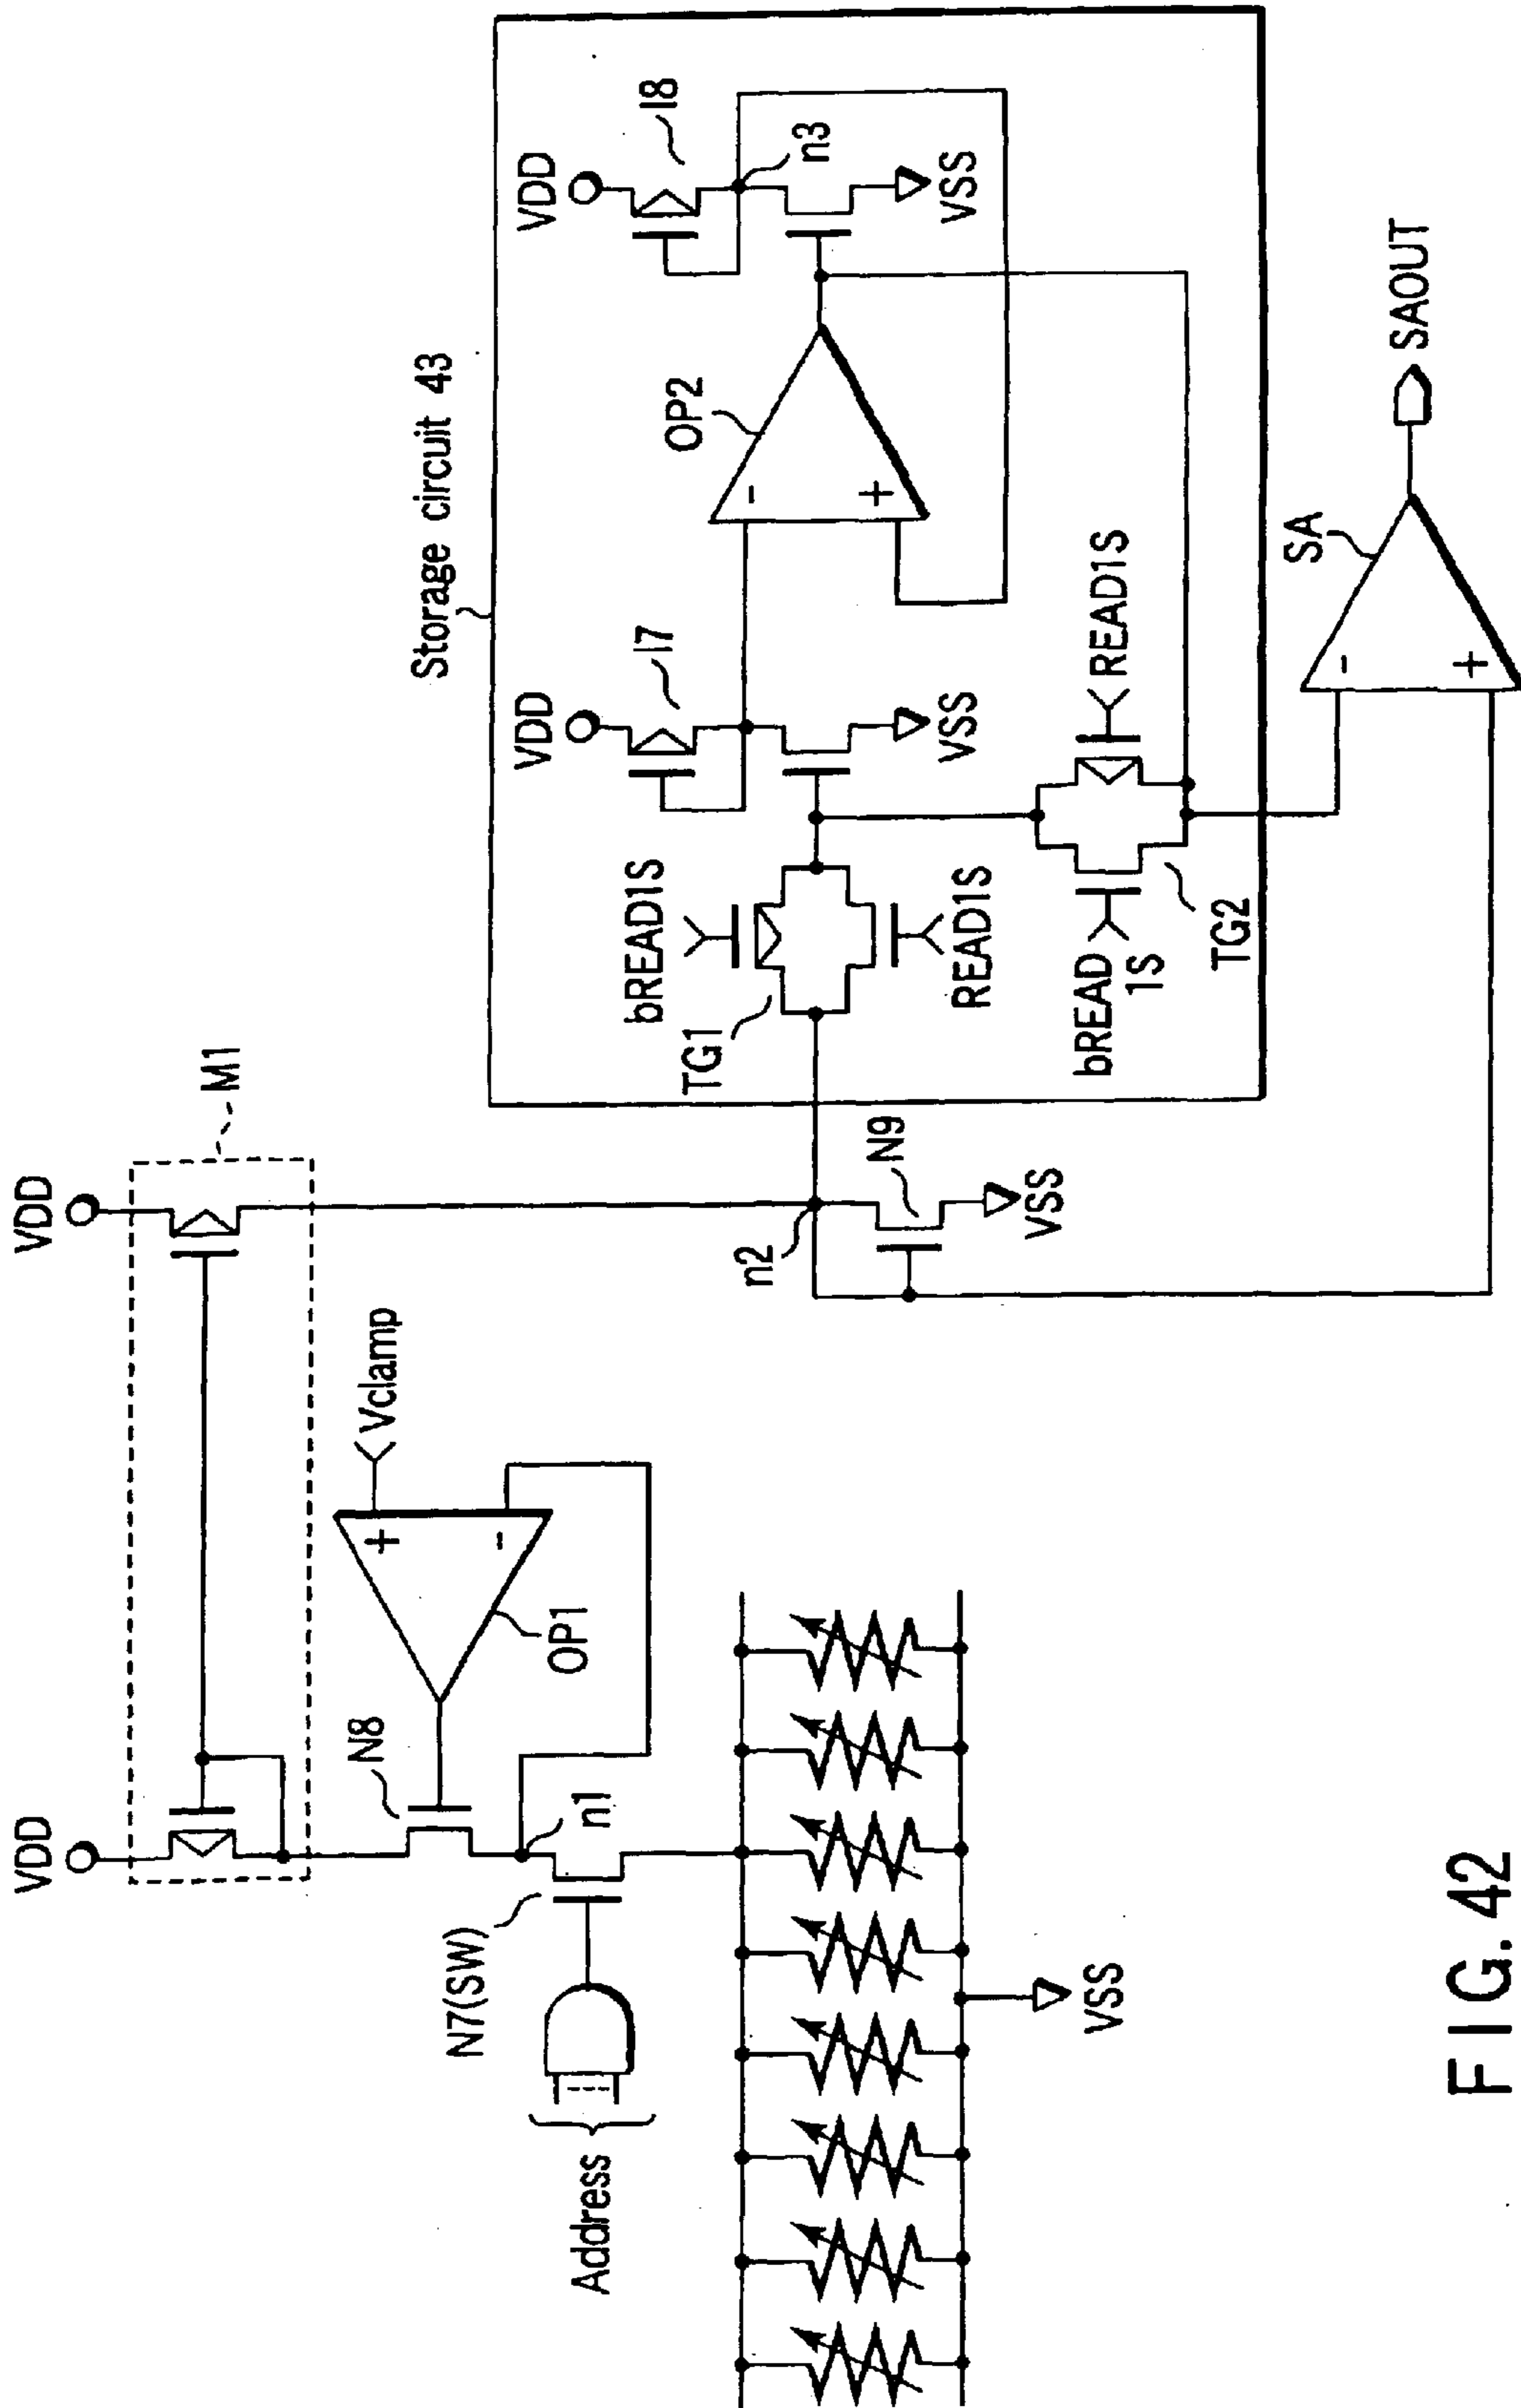 VDD
VDD
M1
N8
Vclamp
+
-
OP1
n1
N7(SW)
Address
VSS
n2
N9
VSS
Storage circuit 43
VDD
I7
VDD
I8
OP2
-
+
n3
VSS
VSS
bREAD1S
TG1
READ1S
bREAD
1S
READ1S
TG2
SA
-
+
SAOUT
FIG. 42